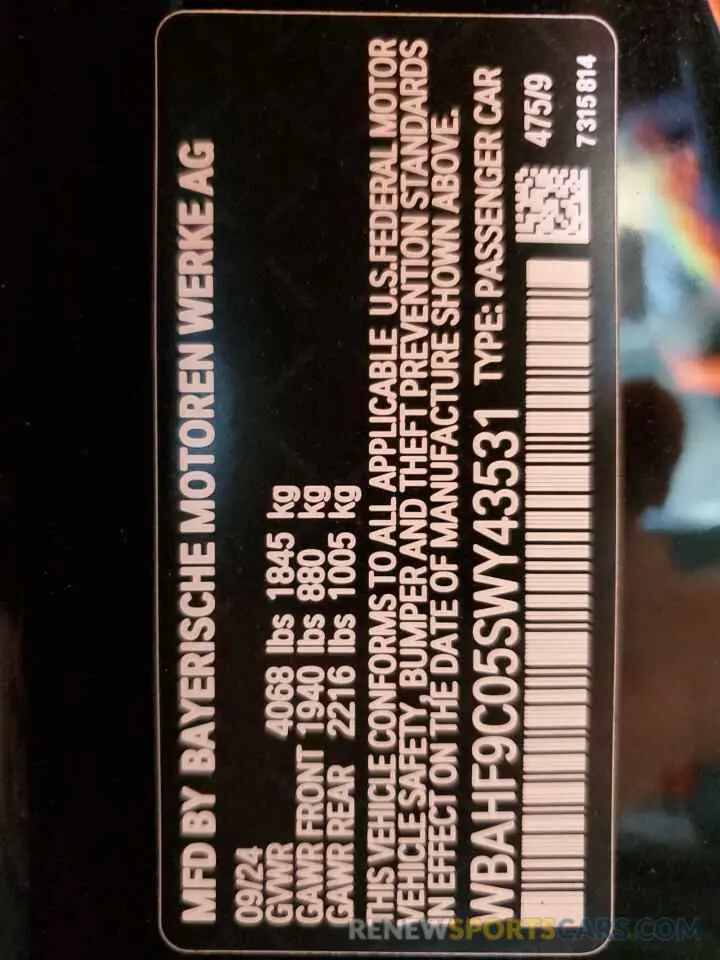 MFD BY BAYERISCHE MOTOREN WERKE AG
09/24
GVWR 4068 lbs 1845 kg
GAWR FRONT 1940 lbs 880 kg
GAWR REAR 2216 lbs 1005 kg
THIS VEHICLE CONFORMS TO ALL APPLICABLE U.S.FEDERAL MOTOR
VEHICLE SAFETY, BUMPER AND THEFT PREVENTION STANDARDS
IN EFFECT ON THE DATE OF MANUFACTURE SHOWN ABOVE.
WBAHF9C05SWY43531 TYPE: PASSENGER CAR
475/9
7315814
RENEWSPORTSCARS.COM